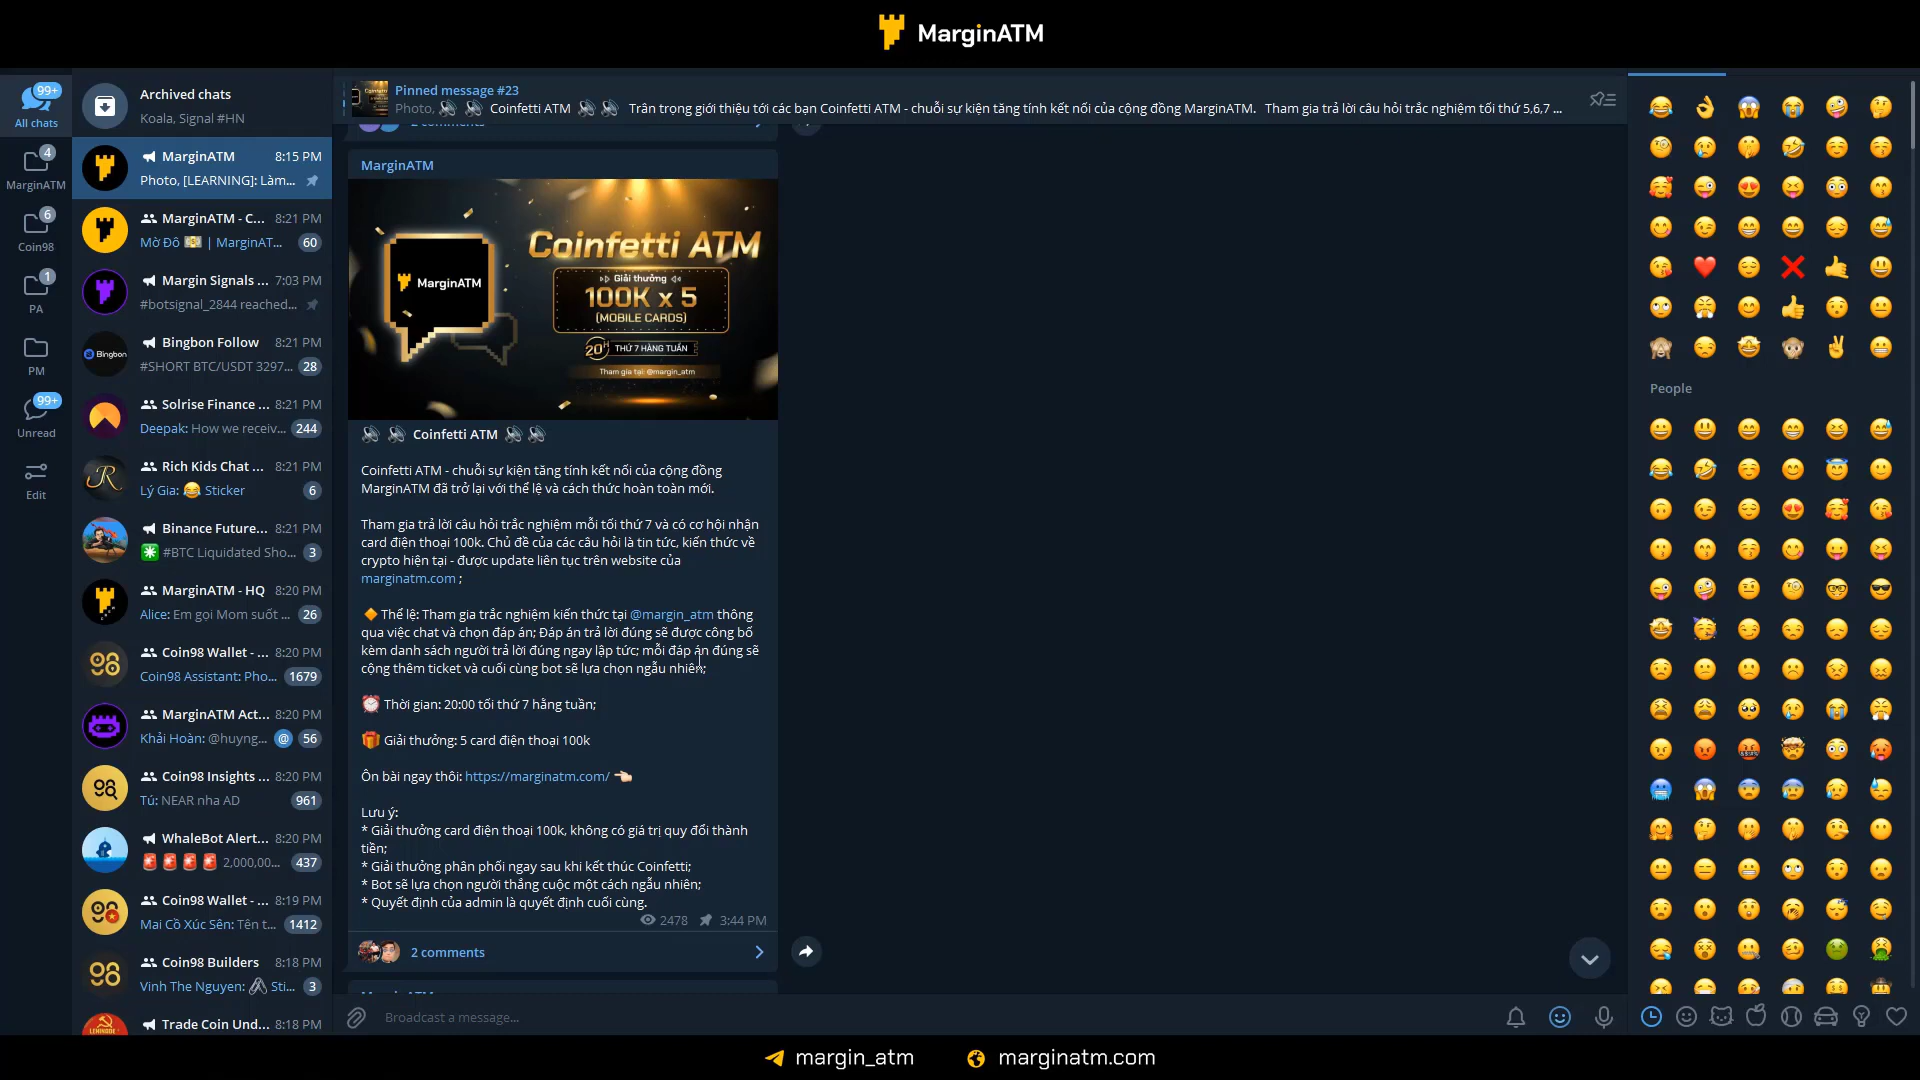 MarginATM
99+
All chats
4
MarginATM
6
Coin98
1
PA
PM
99+
Unread
Edit
Archived chats
Koala, Signal #HN
MarginATM 8:15 PM
Photo, [LEARNING]: Làm...
MarginATM - C... 8:21 PM
Mờ Đô 💵 | MarginAT... 60
Margin Signals ... 7:03 PM
#botsignal_2844 reached...
Bingbon
Bingbon Follow 8:21 PM
#SHORT BTC/USDT 3297... 28
Solrise Finance ... 8:21 PM
Deepak: How we receiv... 244
Rich Kids Chat ... 8:21 PM
Lý Gia: 😂 Sticker 6
Binance Future... 8:21 PM
#BTC Liquidated Sho... 3
MarginATM - HQ 8:20 PM
Alice: Em gọi Mom suốt ... 26
Coin98 Wallet - ... 8:20 PM
Coin98 Assistant: Pho... 1679
MarginATM Act... 8:20 PM
Khải Hoàn: @huyng... @ 56
Coin98 Insights ... 8:20 PM
Tú: NEAR nha AD 961
WhaleBot Alert... 8:20 PM
🚨 🚨 🚨 🚨 2,000,00... 437
Coin98 Wallet - ... 8:19 PM
Mai Cồ Xúc Sên: Tên t... 1412
Coin98 Builders 8:18 PM
Vinh The Nguyen: 🖇 Sti... 3
Trade Coin Und... 8:18 PM
Pinned message #23
Photo, 🔊 🔊 Coinfetti ATM 🔊 🔊 Trân trọng giới thiệu tới các bạn Coinfetti ATM - chuỗi sự kiện tăng tính kết nối của cộng đồng MarginATM. Tham gia trả lời câu hỏi trắc nghiệm tối thứ 5,6,7 ...
2 comments
MarginATM
MarginATM
Coinfetti ATM
Giải thưởng
100K x 5
(MOBILE CARDS)
20H THỨ 7 HÀNG TUẦN
Tham gia tại: @margin_atm
🔊 🔊 Coinfetti ATM 🔊 🔊
Coinfetti ATM - chuỗi sự kiện tăng tính kết nối của cộng đồng
MarginATM đã trở lại với thể lệ và cách thức hoàn toàn mới.
Tham gia trả lời câu hỏi trắc nghiệm mỗi tối thứ 7 và có cơ hội nhận
card điện thoại 100k. Chủ đề của các câu hỏi là tin tức, kiến thức về
crypto hiện tại - được update liên tục trên website của
marginatm.com ;
🔶 Thể lệ: Tham gia trắc nghiệm kiến thức tại @margin_atm thông
qua việc chat và chọn đáp án; Đáp án trả lời đúng sẽ được công bố
kèm danh sách người trả lời đúng ngay lập tức; mỗi đáp án đúng sẽ
cộng thêm ticket và cuối cùng bot sẽ lựa chọn ngẫu nhiên;
⏰ Thời gian: 20:00 tối thứ 7 hằng tuần;
🎁 Giải thưởng: 5 card điện thoại 100k
Ôn bài ngay thôi: https://marginatm.com/ 👈🏻
Lưu ý:
* Giải thưởng card điện thoại 100k, không có giá trị quy đổi thành
tiền;
* Giải thưởng phân phối ngay sau khi kết thúc Coinfetti;
* Bot sẽ lựa chọn người thắng cuộc một cách ngẫu nhiên;
* Quyết định của admin là quyết định cuối cùng.
2478 3:44 PM
2 comments
MarginATM
Broadcast a message...
People
margin_atm
marginatm.com